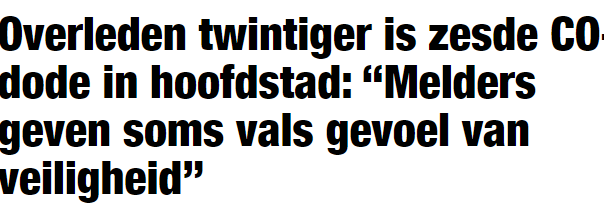 Overleden twintiger is zesde CO-
dode in hoofdstad: “Melders
geven soms vals gevoel van
veiligheid”